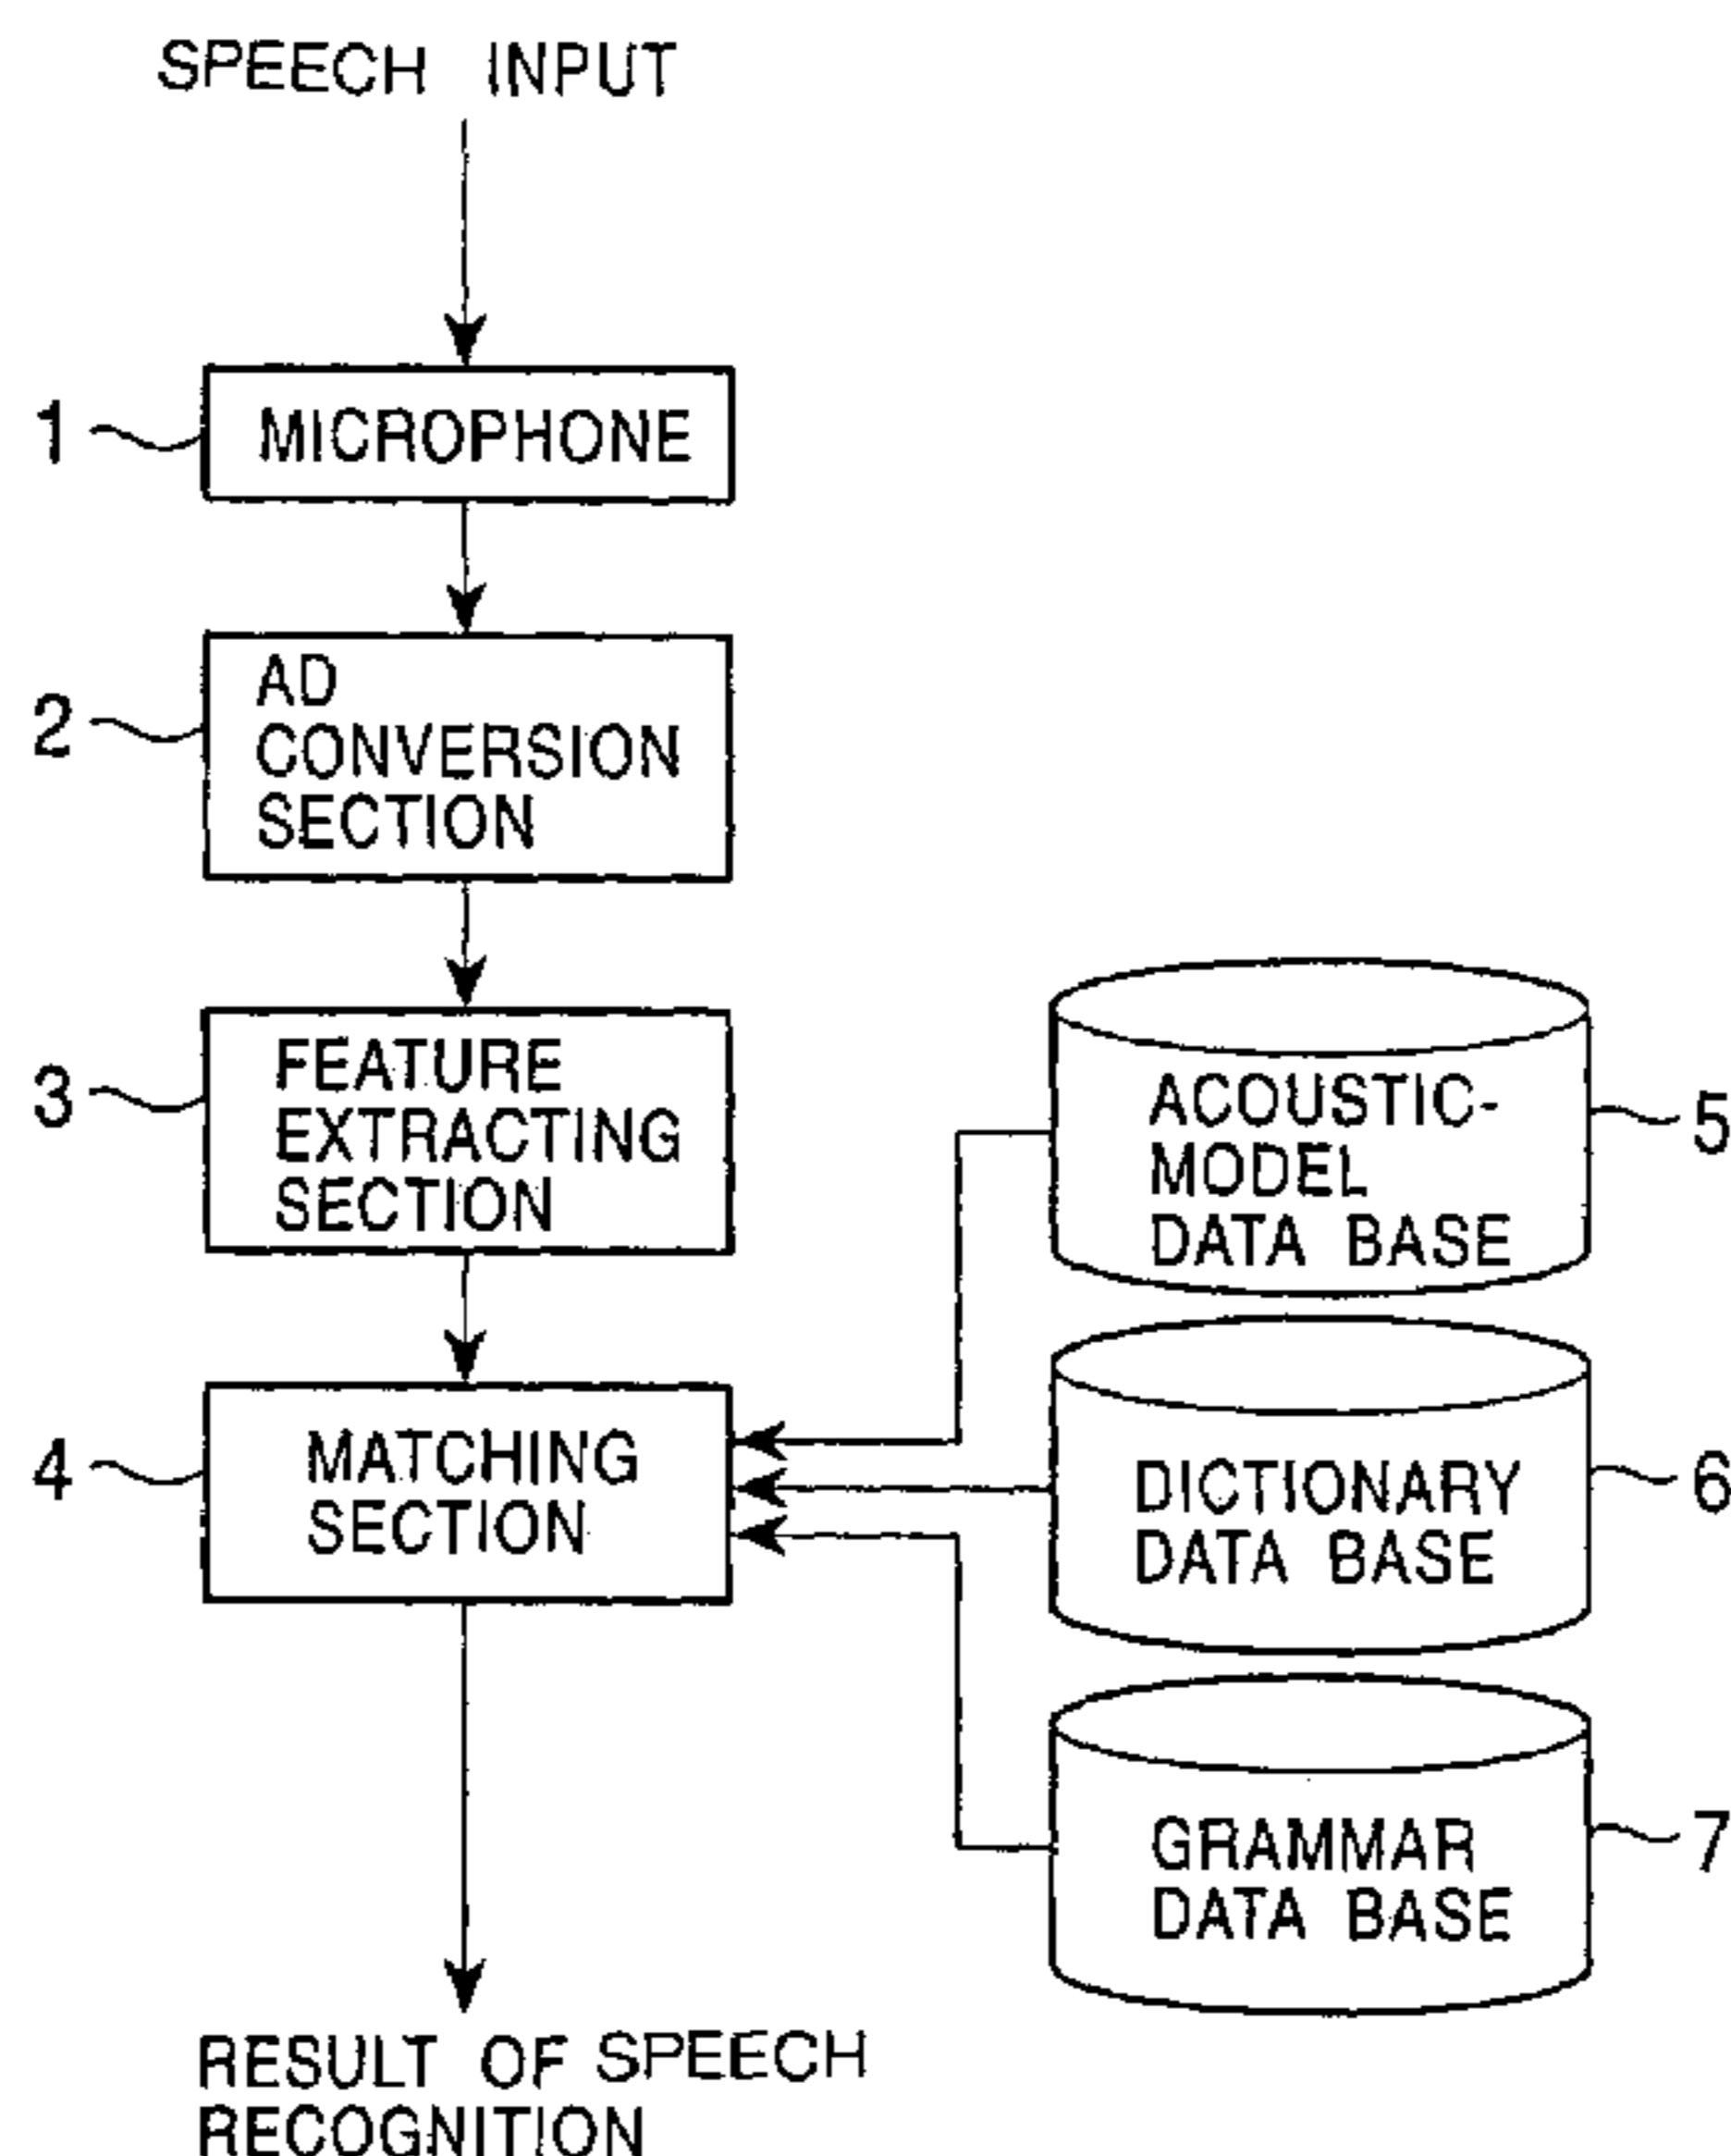 SPEECH INPUT
1
MICROPHONE
2
AD
CONVERSION
SECTION
3
FEATURE
EXTRACTING
SECTION
4
MATCHING
SECTION
ACOUSTIC-
MODEL
DATA BASE
5
DICTIONARY
DATA BASE
6
GRAMMAR
DATA BASE
7
RESULT OF SPEECH
RECOGNITION